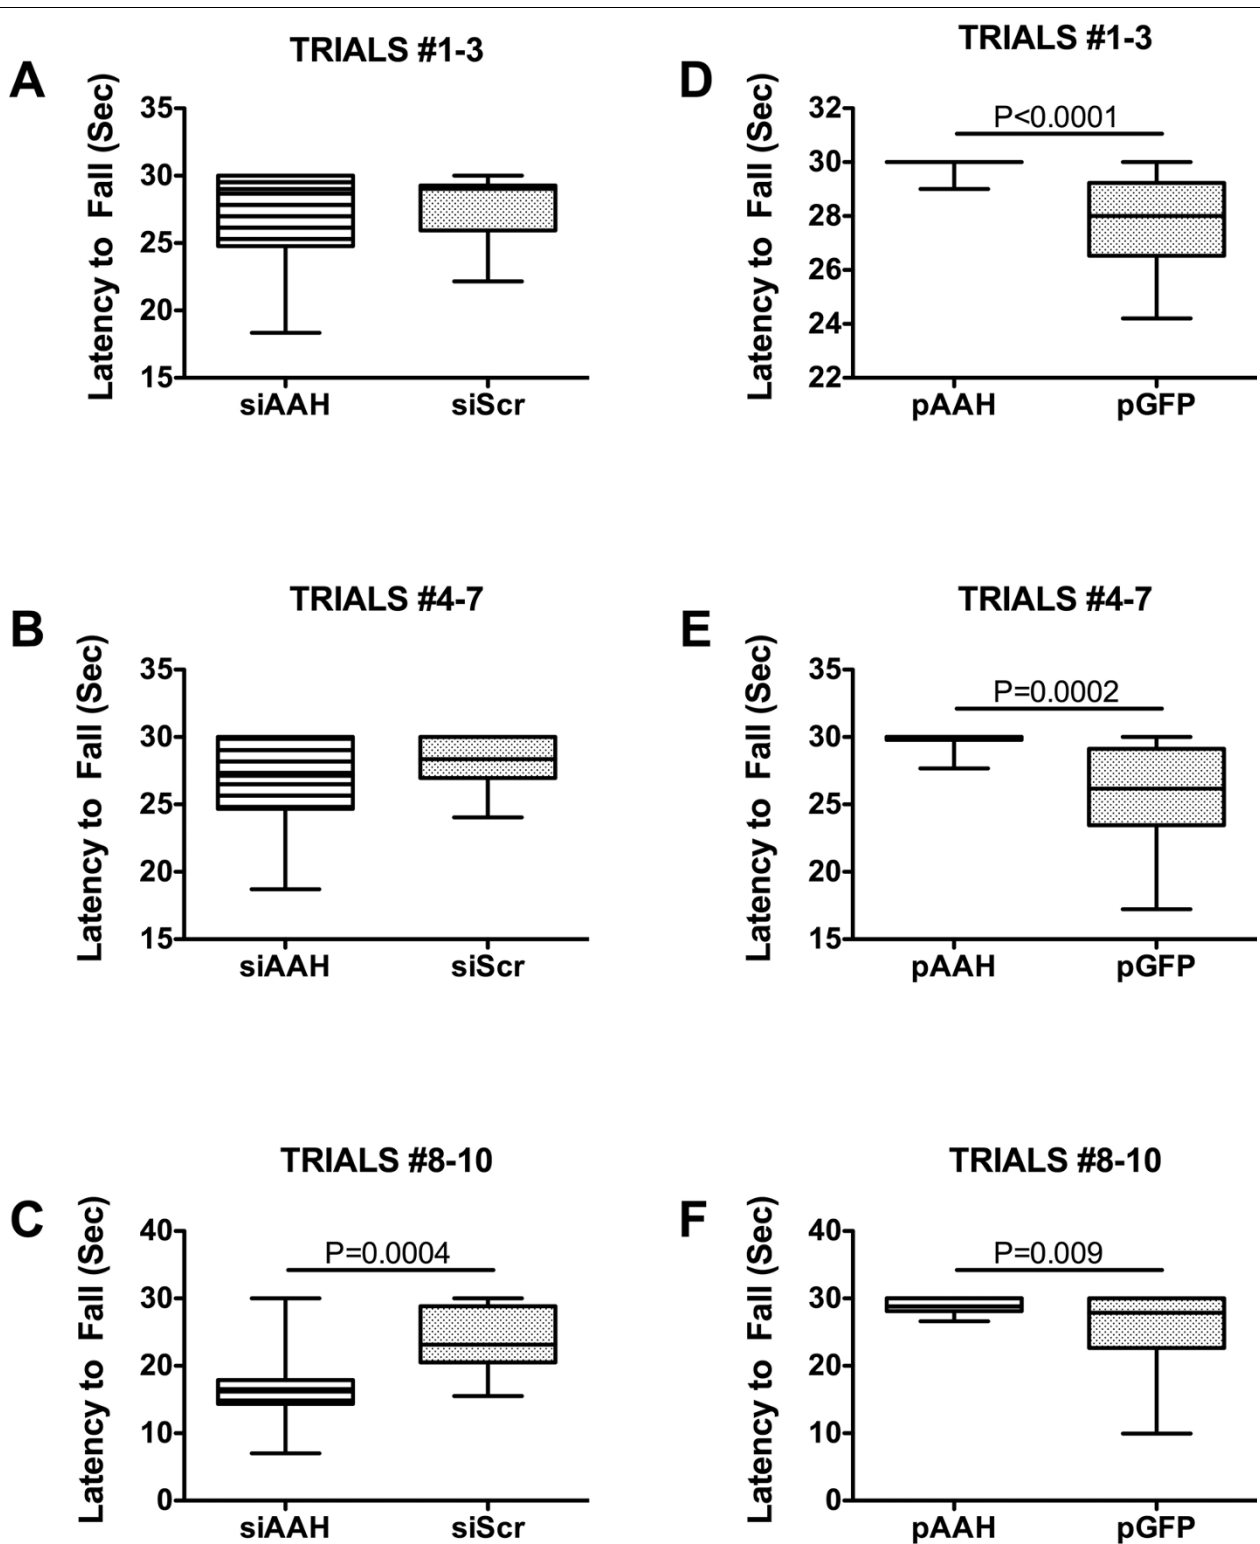 A
TRIALS #1-3
Latency to Fall (Sec)
35
30
25
20
15
siAAH
siScr
D
TRIALS #1-3
Latency to Fall (Sec)
32
30
28
26
24
22
P<0.0001
pAAH
pGFP
B
TRIALS #4-7
Latency to Fall (Sec)
35
30
25
20
15
siAAH
siScr
E
TRIALS #4-7
Latency to Fall (Sec)
35
30
25
20
15
P=0.0002
pAAH
pGFP
C
TRIALS #8-10
Latency to Fall (Sec)
40
30
20
10
0
P=0.0004
siAAH
siScr
F
TRIALS #8-10
Latency to Fall (Sec)
40
30
20
10
0
P=0.009
pAAH
pGFP